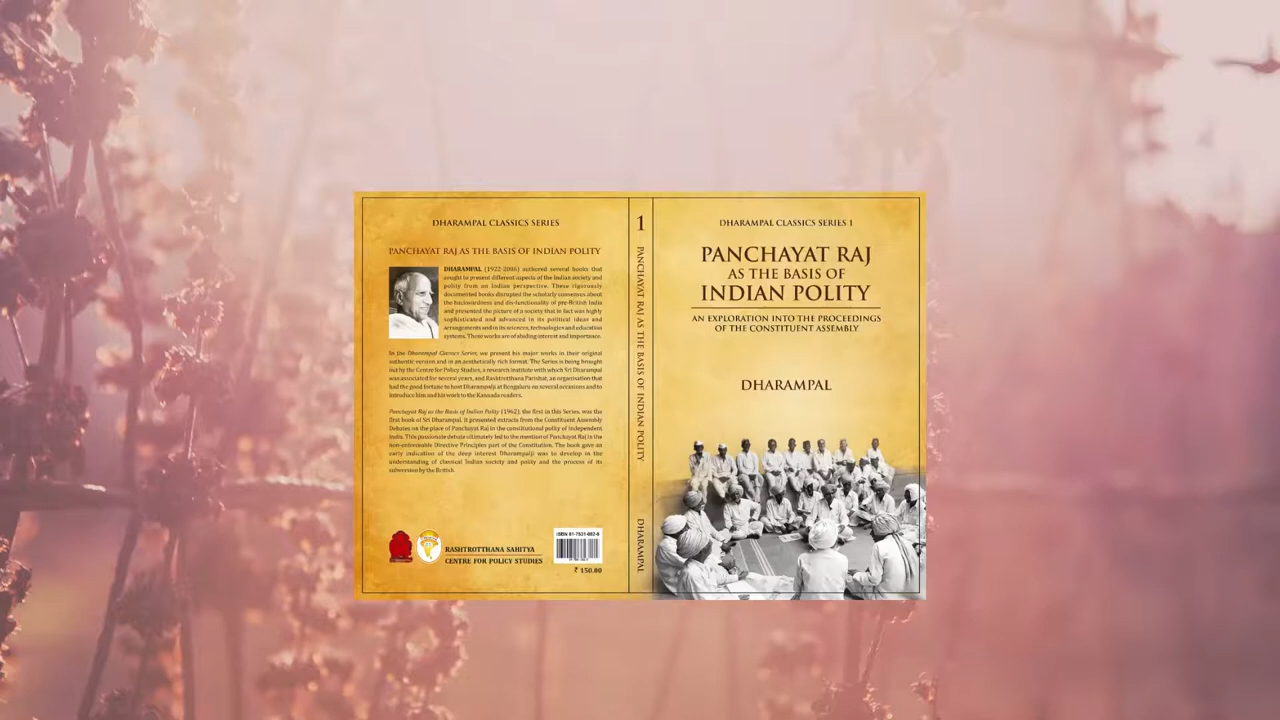 DHARAMPAL CLASSICS SERIES
PANCHAYAT RAJ AS THE BASIS OF INDIAN POLITY
DHARAMPAL (1922-2006) authored several books that
sought to present different aspects of the Indian society and
polity from an Indian perspective. These rigorously
documented books disrupted the scholarly consensus about
the backwardness and dis-functionality of pre-British India
and presented the picture of a society that in fact was highly
sophisticated and advanced in its political ideas and
arrangements and in its sciences, technologies and education
systems. These works are of abiding interest and importance.
In the Dharampal Classics Series, we present his major works in their original
authentic version and in an aesthetically rich format. The Series is being brought
out by the Centre for Policy Studies, a research institute with which Sri Dharampal
was associated for several years, and Rashtrotthana Parishat, an organisation that
had the good fortune to host Dharampalji at Bengaluru on several occasions and to
introduce him and his work to the Kannada readers.
Panchayat Raj as the Basis of Indian Polity (1962), the first in this Series, was the
first book of Sri Dharampal. It presented extracts from the Constituent Assembly
Debates on the place of Panchayat Raj in the constitutional polity of Independent
India. This passionate debate ultimately led to the mention of Panchayat Raj in the
non-enforceable Directive Principles part of the Constitution. The book gave an
early indication of the deep interest Dharampalji was to develop in the
understanding of classical Indian society and polity and the process of its
subversion by the British.
RASHTROTTHANA SAHITYA
CENTRE FOR POLICY STUDIES
₹ 150.00
1
PANCHAYAT RAJ AS THE BASIS OF INDIAN POLITY
DHARAMPAL
DHARAMPAL CLASSICS SERIES 1
PANCHAYAT RAJ
AS THE BASIS OF
INDIAN POLITY
AN EXPLORATION INTO THE PROCEEDINGS
OF THE CONSTITUENT ASSEMBLY
DHARAMPAL